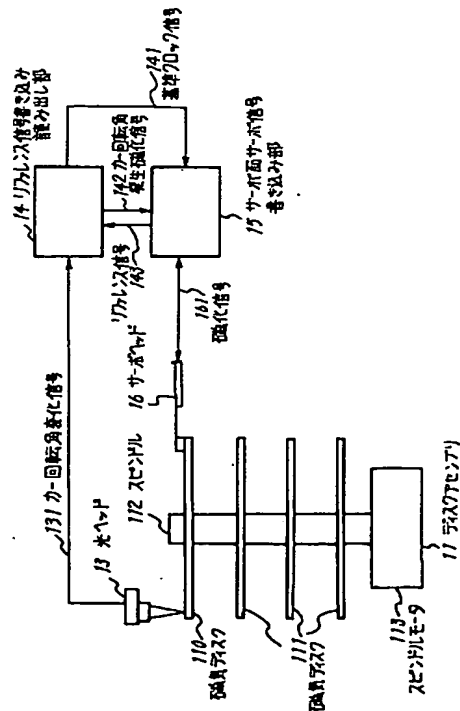 14 リファレンス信号書き込み
読み出し部
141
基準クロック信号
142 カー回転角
発生磁化信号
リファレンス信号
143
15 サーボ面サーボ信号
書き込み部
161
磁化信号
16 サーボヘッド
131 カー回転角変化信号
13 光ヘッド
112 スピンドル
110
磁気ディスク
111
磁気ディスク
113
スピンドルモータ
11 ディスクアセンブリ